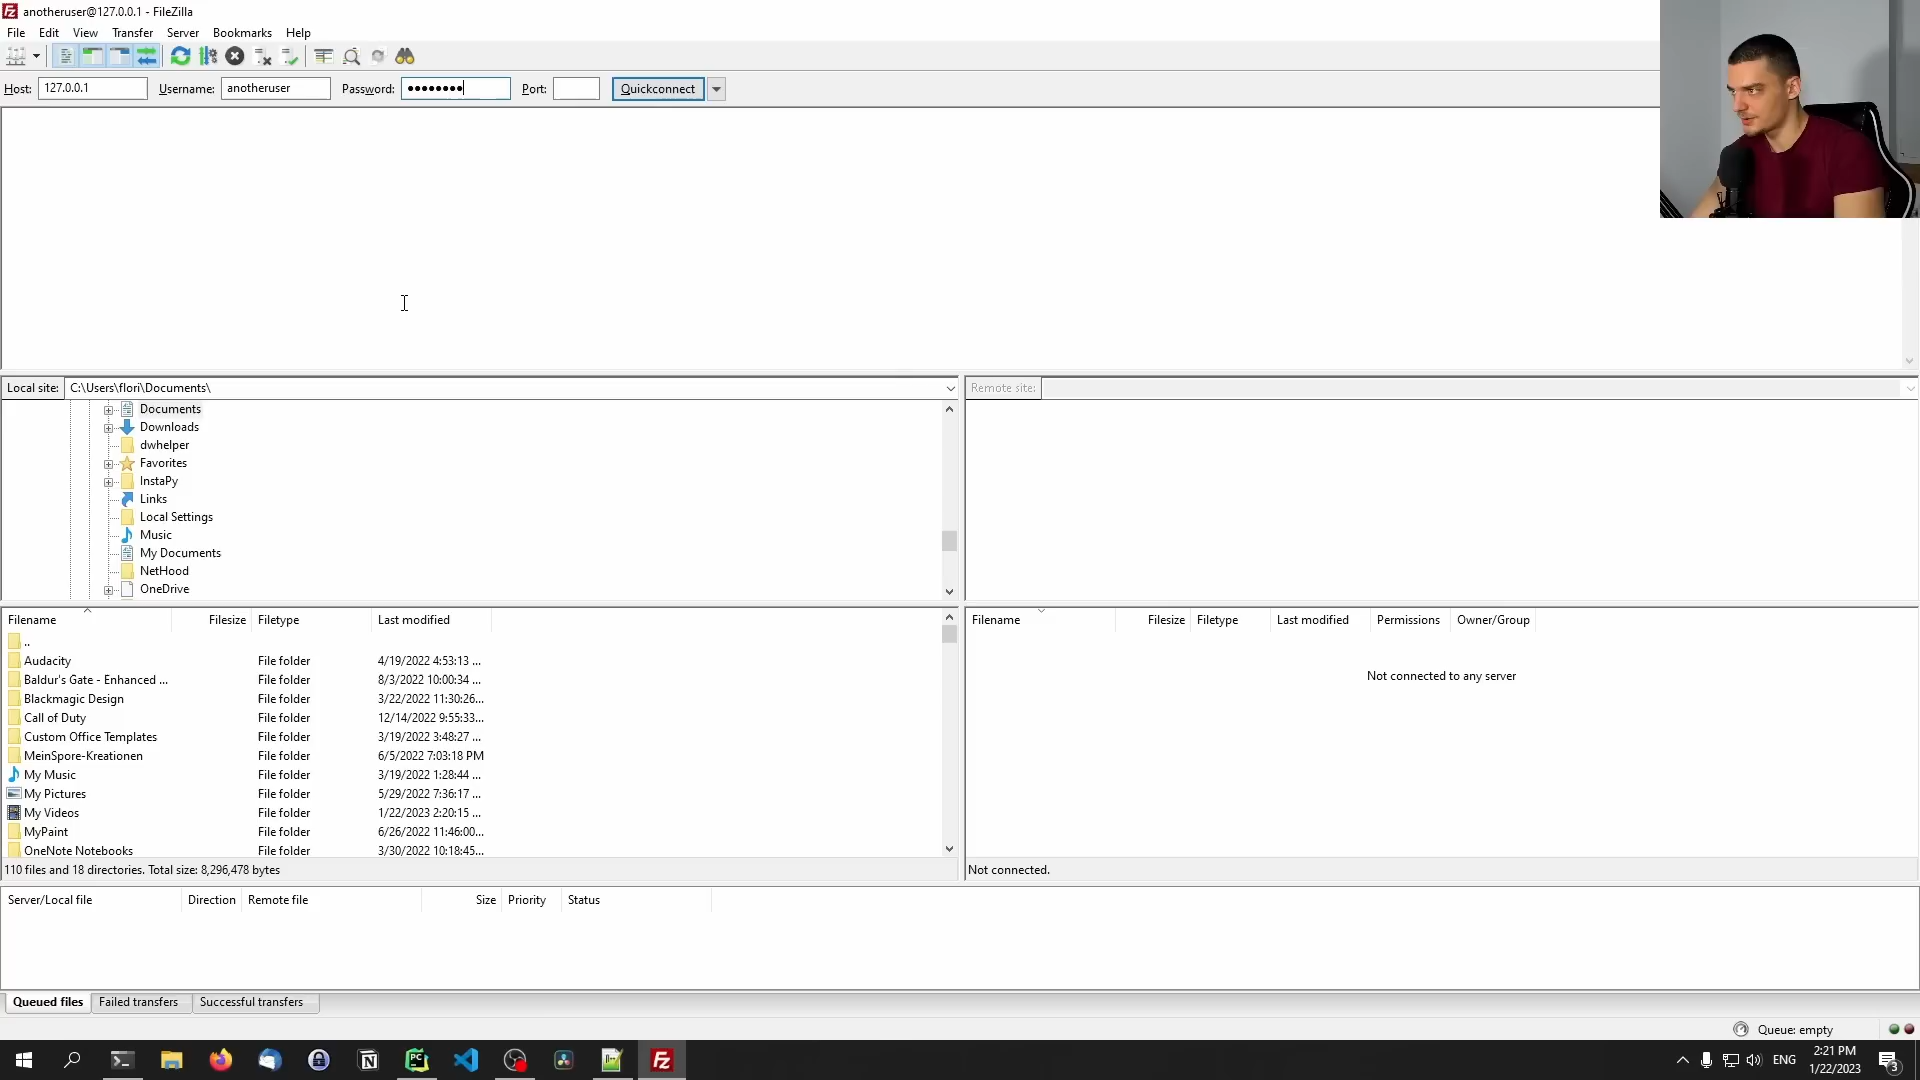 anotheruser@127.0.0.1 - FileZilla
File Edit View Transfer Server Bookmarks Help
Host: 127.0.0.1 Username: anotheruser Password: •••••••• Port: Quickconnect
Local site: C:\Users\flori\Documents\
Remote site:
Documents
Downloads
dwhelper
Favorites
InstaPy
Links
Local Settings
Music
My Documents
NetHood
OneDrive
Filename Filesize Filetype Last modified
..
Audacity File folder 4/19/2022 4:53:13 ...
Baldur's Gate - Enhanced ... File folder 8/3/2022 10:00:34 ...
Blackmagic Design File folder 3/22/2022 11:30:26...
Call of Duty File folder 12/14/2022 9:55:33...
Custom Office Templates File folder 3/19/2022 3:48:27 ...
MeinSpore-Kreationen File folder 6/5/2022 7:03:18 PM
My Music File folder 3/19/2022 1:28:44 ...
My Pictures File folder 5/29/2022 7:36:17 ...
My Videos File folder 1/22/2023 2:20:15 ...
MyPaint File folder 6/26/2022 11:46:00...
OneNote Notebooks File folder 3/30/2022 10:18:45...
110 files and 18 directories. Total size: 8,296,478 bytes
Filename Filesize Filetype Last modified Permissions Owner/Group
Not connected to any server
Not connected.
Server/Local file Direction Remote file Size Priority Status
Queued files Failed transfers Successful transfers
Queue: empty
ENG
2:21 PM
1/22/2023
3